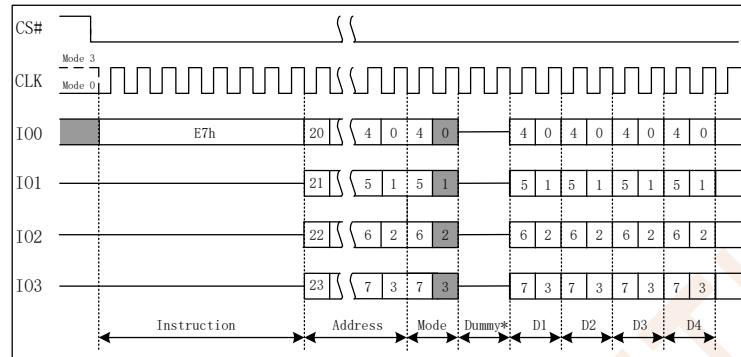 CS#
Mode 3
CLK
Mode 0
IO0 E7h 20 4 0 4 0 4 0 4 0 4 0 4 0
IO1 21 5 1 5 1 5 1 5 1 5 1 5 1
IO2 22 6 2 6 2 6 2 6 2 6 2 6 2
IO3 23 7 3 7 3 7 3 7 3 7 3 7 3
Instruction Address Mode Dummy* D1 D2 D3 D4